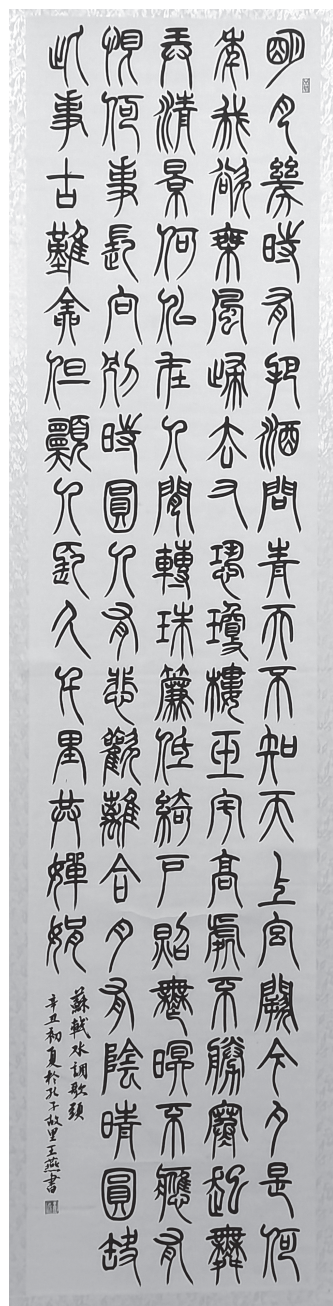 明月幾時有把酒問青天不知天上宮闕今夕是何
年我欲乘風歸去又恐瓊樓玉宇高處不勝寒起舞
弄清景何似在人間轉珠簾低綺戶照無眠不應有
恨何事長向別時圓人有悲歡離合月有陰晴圓缺
此事古難全但願人長久千里共嬋娟
蘇軾水調歌頭
辛丑初夏於孔子故里王燕書